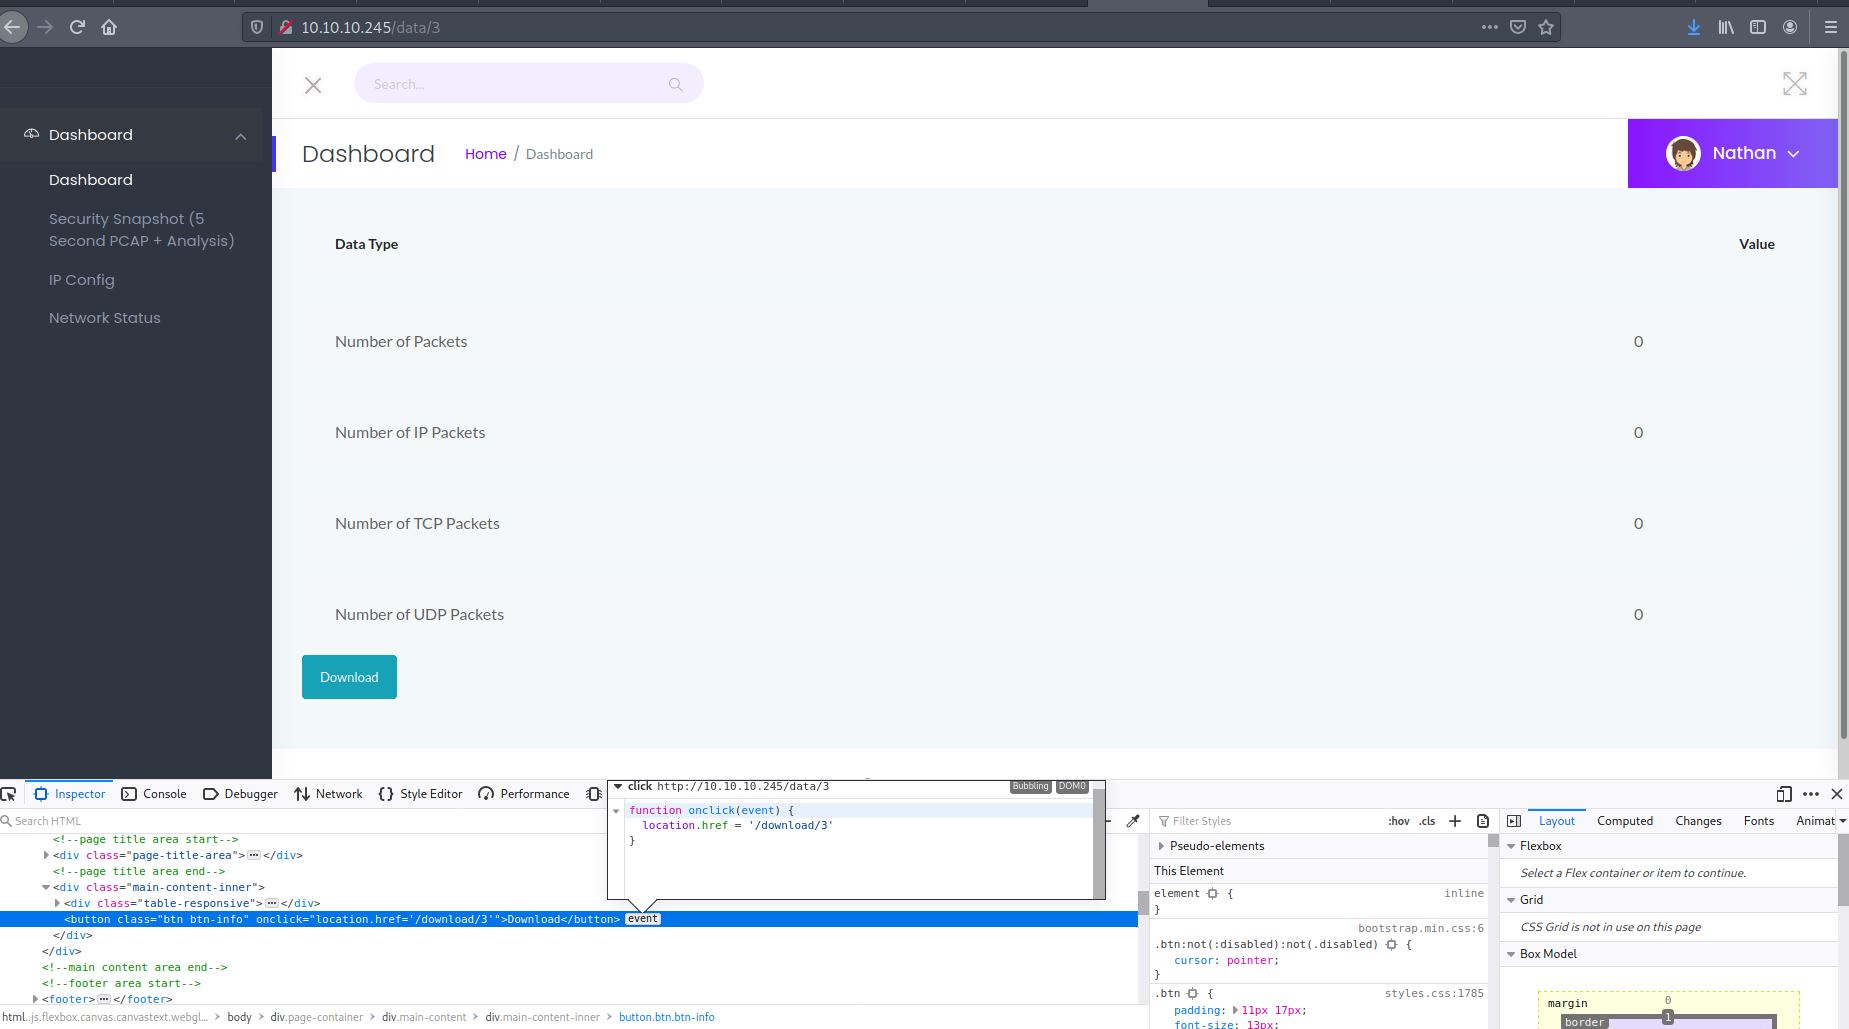 10.10.10.245/data/3
Search...
Dashboard
Dashboard
Security Snapshot (5
Second PCAP + Analysis)
IP Config
Network Status
Dashboard
Home / Dashboard
Nathan
Data Type Value
Number of Packets 0
Number of IP Packets 0
Number of TCP Packets 0
Number of UDP Packets 0
Download
Inspector Console Debugger Network Style Editor Performance
click http://10.10.10.245/data/3 Bubbling DOM0
function onclick(event) {
location.href = '/download/3'
}
Search HTML
<!--page title area start-->
<div class="page-title-area"> ··· </div>
<!--page title area end-->
<div class="main-content-inner">
<div class="table-responsive"> ··· </div>
<button class="btn btn-info" onclick="location.href='/download/3'">Download</button> event
</div>
</div>
<!--main content area end-->
<!--footer area start-->
<footer> ··· </footer>
html.js.flexbox.canvas.canvastext.webgl... > body > div.page-container > div.main-content > div.main-content-inner > button.btn.btn-info
Filter Styles :hov .cls +
Pseudo-elements
This Element
element { inline
}
bootstrap.min.css:6
.btn:not(:disabled):not(.disabled) {
cursor: pointer;
}
.btn { styles.css:1785
padding: 11px 17px;
font-size: 13px;
Layout Computed Changes Fonts Animat
Flexbox
Select a Flex container or item to continue.
Grid
CSS Grid is not in use on this page
Box Model
margin 0
border 1